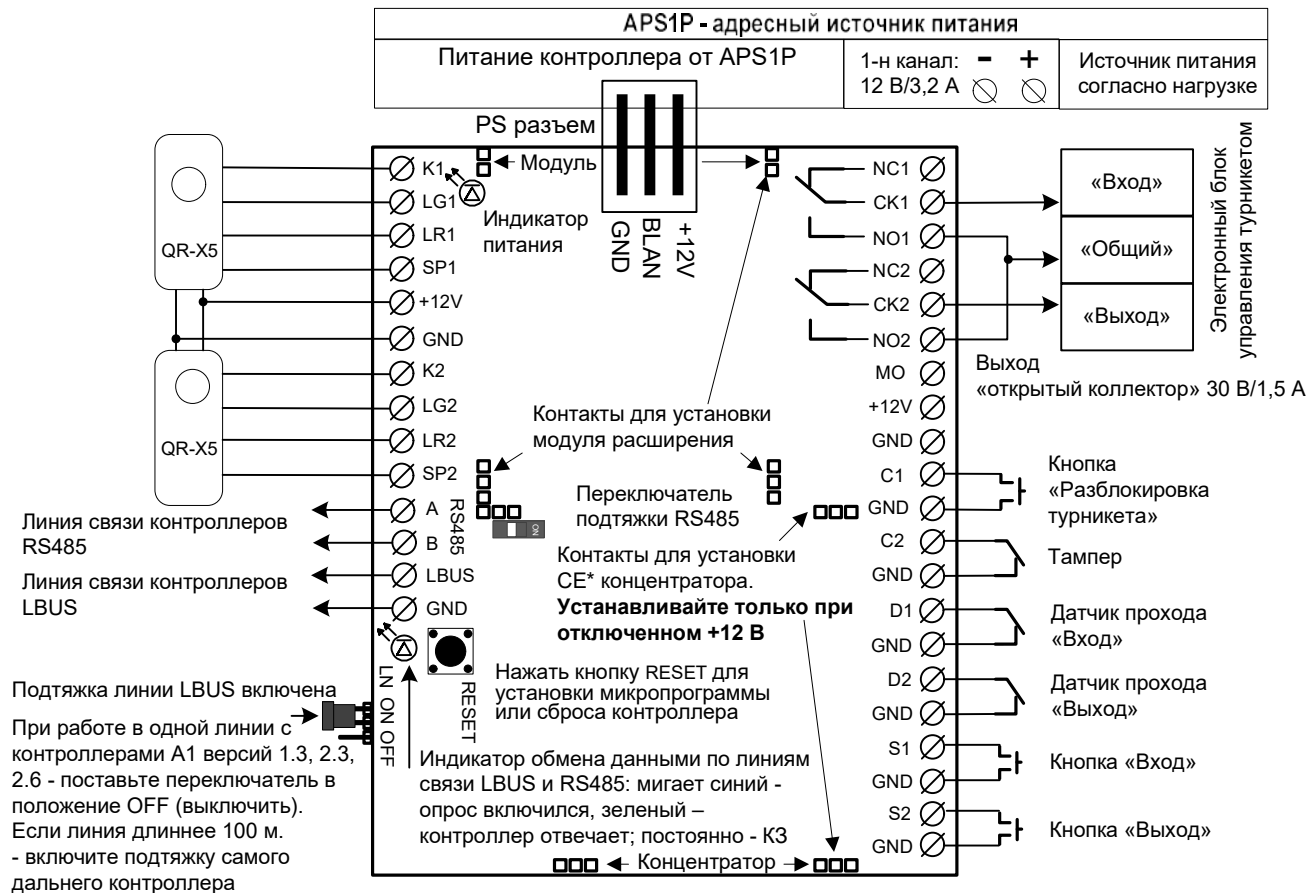 APS1P - адресный источник питания
Питание контроллера от APS1P
1-н канал: - +
12 В/3,2 А
Источник питания
согласно нагрузке
PS разъем
GND
BLAN
+12V
Модуль
Индикатор
питания
QR-X5
QR-X5
K1
LG1
LR1
SP1
+12V
GND
K2
LG2
LR2
SP2
A
B
RS485
LBUS
GND
NC1
CK1
NO1
NC2
CK2
NO2
MO
+12V
GND
C1
GND
C2
GND
D1
GND
D2
GND
S1
GND
S2
GND
«Вход»
«Общий»
«Выход»
Электронный блок
управления турникетом
Выход
«открытый коллектор» 30 В/1,5 А
Кнопка
«Разблокировка
турникета»
Тампер
Датчик прохода
«Вход»
Датчик прохода
«Выход»
Кнопка «Вход»
Кнопка «Выход»
Контакты для установки
модуля расширения
Переключатель
подтяжки RS485
ON
Контакты для установки
CE* концентратора.
Устанавливайте только при
отключенном +12 В
Линия связи контроллеров
RS485
Линия связи контроллеров
LBUS
LN ON OFF
RESET
Нажать кнопку RESET для
установки микропрограммы
или сброса контроллера
Подтяжка линии LBUS включена
При работе в одной линии с
контроллерами А1 версий 1.3, 2.3,
2.6 - поставьте переключатель в
положение OFF (выключить).
Если линия длиннее 100 м.
- включите подтяжку самого
дальнего контроллера
Индикатор обмена данными по линиям
связи LBUS и RS485: мигает синий -
опрос включился, зеленый –
контроллер отвечает; постоянно - КЗ
Концентратор